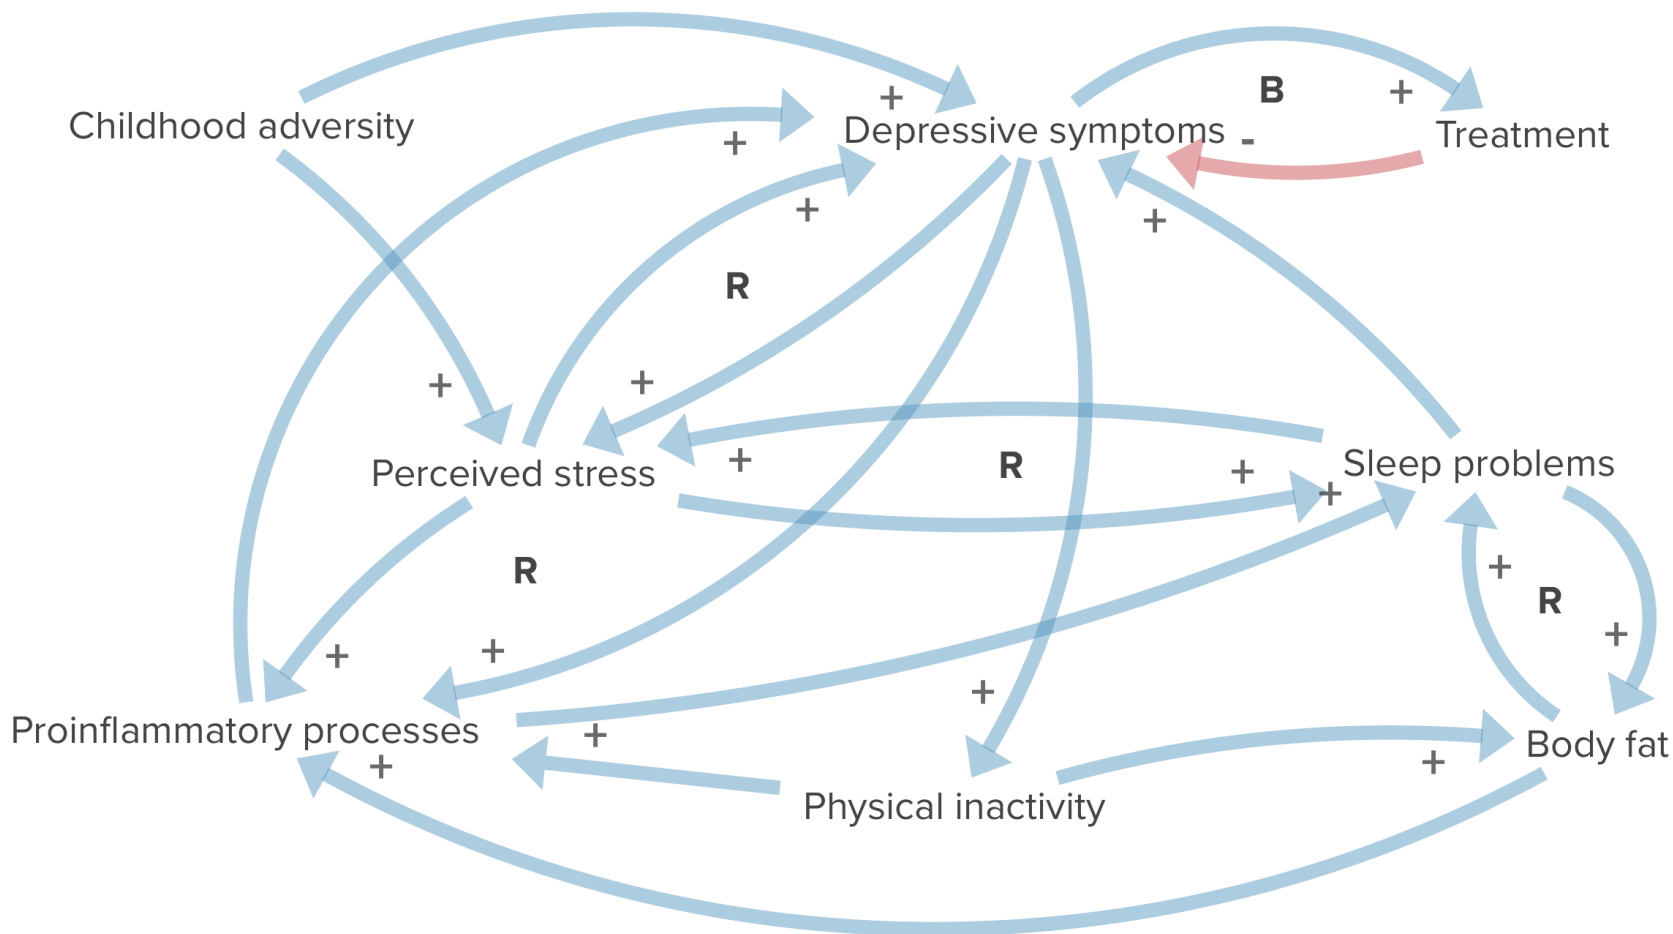 B
+
+
Childhood adversity
Depressive symptoms
-
Treatment
+
+
+
R
+
+
Perceived stress
+
R
+
Sleep problems
+
R
+
R
+
+
+
+
Proinflammatory processes
+
+
Body fat
+
Physical inactivity